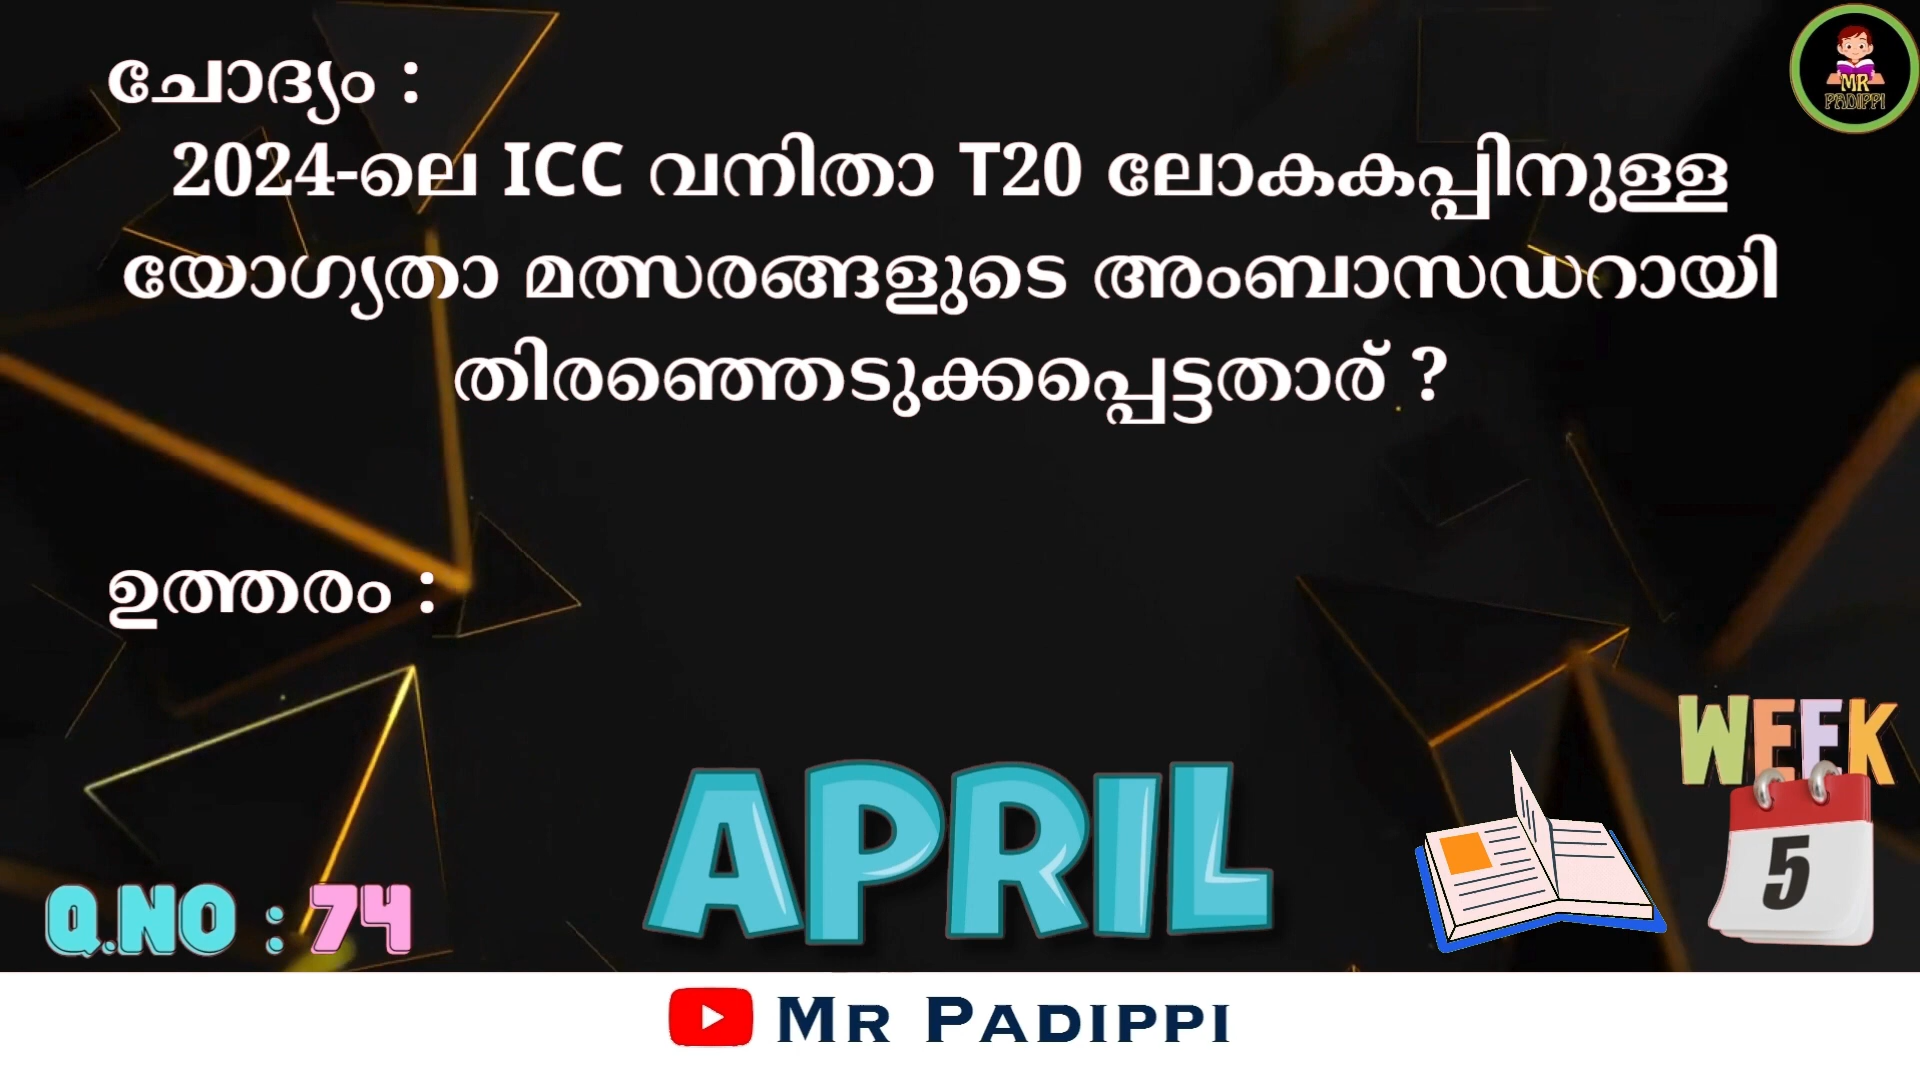 ചോദ്യം :
2024-ലെ ICC വനിതാ T20 ലോകകപ്പിനുള്ള
യോഗ്യതാ മത്സരങ്ങളുടെ അംബാസഡറായി
തിരഞ്ഞെടുക്കപ്പെട്ടതാര് ?
ഉത്തരം :
MR
PADIPPI
WEEK
5
APRIL
Q.NO : 74
MR PADIPPI